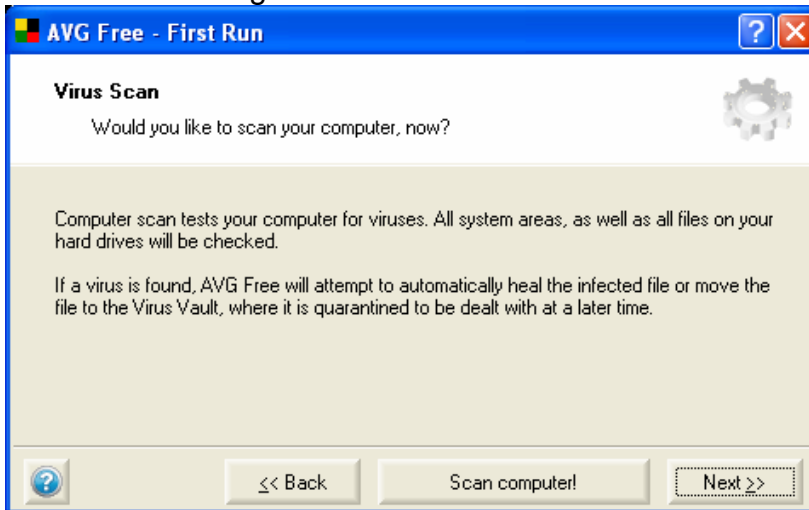 AVG Free - First Run
Virus Scan
Would you like to scan your computer, now?
Computer scan tests your computer for viruses. All system areas, as well as all files on your
hard drives will be checked.
If a virus is found, AVG Free will attempt to automatically heal the infected file or move the
file to the Virus Vault, where it is quarantined to be dealt with at a later time.
<< Back
Scan computer!
Next >>